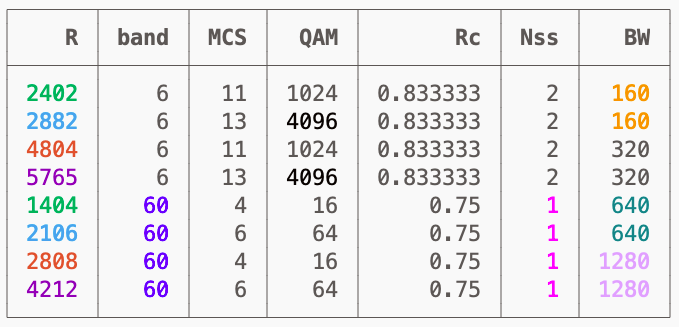 R band MCS QAM Rc Nss BW
2402 6 11 1024 0.833333 2 160
2882 6 13 4096 0.833333 2 160
4804 6 11 1024 0.833333 2 320
5765 6 13 4096 0.833333 2 320
1404 60 4 16 0.75 1 640
2106 60 6 64 0.75 1 640
2808 60 4 16 0.75 1 1280
4212 60 6 64 0.75 1 1280